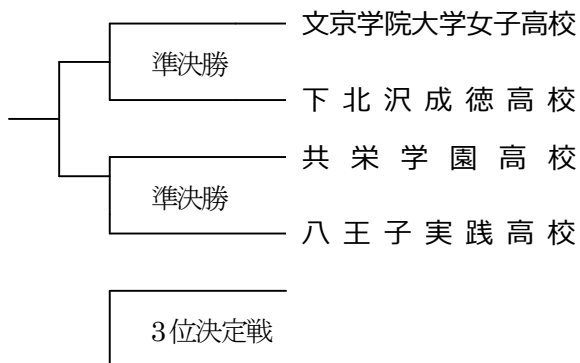 文京学院大学女子高校
準決勝
下北沢成徳高校
共栄学園高校
準決勝
八王子実践高校
3位決定戦